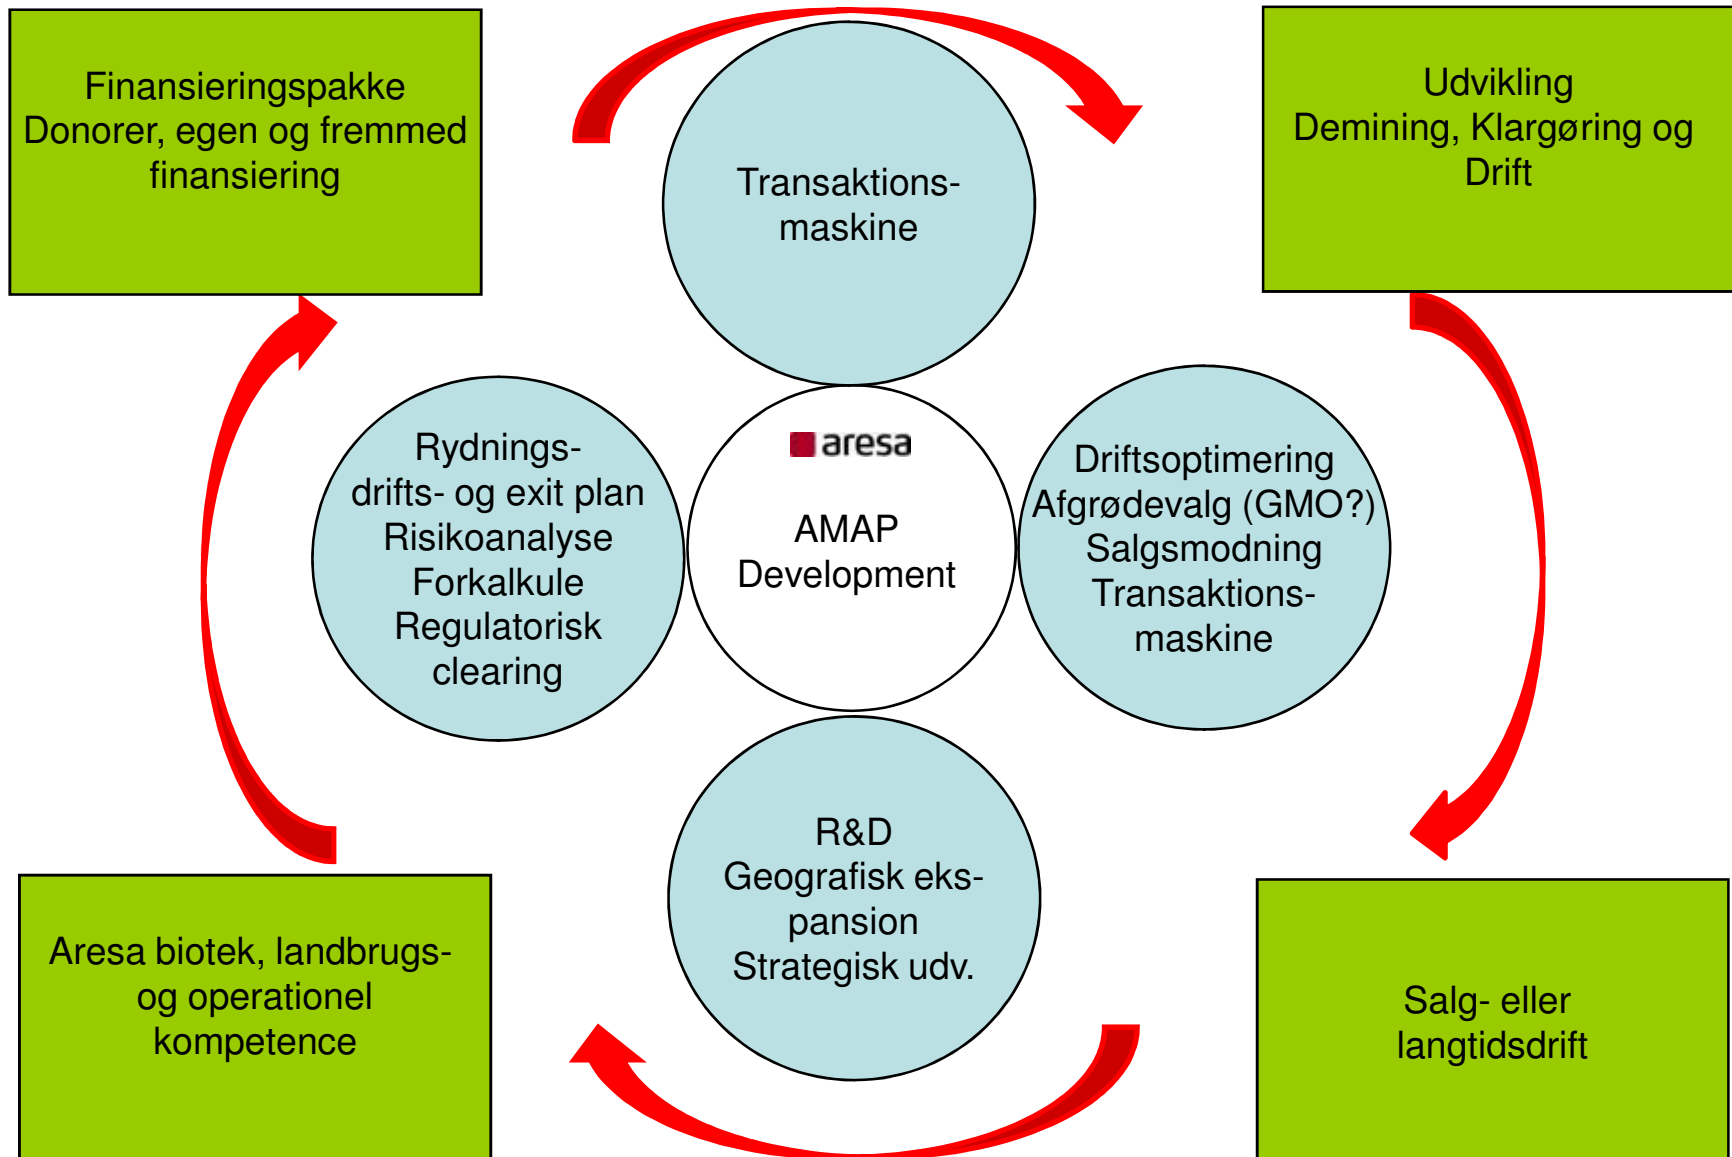 Finansieringspakke
Donorer, egen og fremmed
finansiering
Transaktions-
maskine
Udvikling
Demining, Klargøring og
Drift
Rydnings-
drifts- og exit plan
Risikoanalyse
Forkalkule
Regulatorisk
clearing
aresa
AMAP
Development
Driftsoptimering
Afgrødevalg (GMO?)
Salgsmodning
Transaktions-
maskine
R&D
Geografisk eks-
pansion
Strategisk udv.
Aresa biotek, landbrugs-
og operationel
kompetence
Salg- eller
langtidsdrift